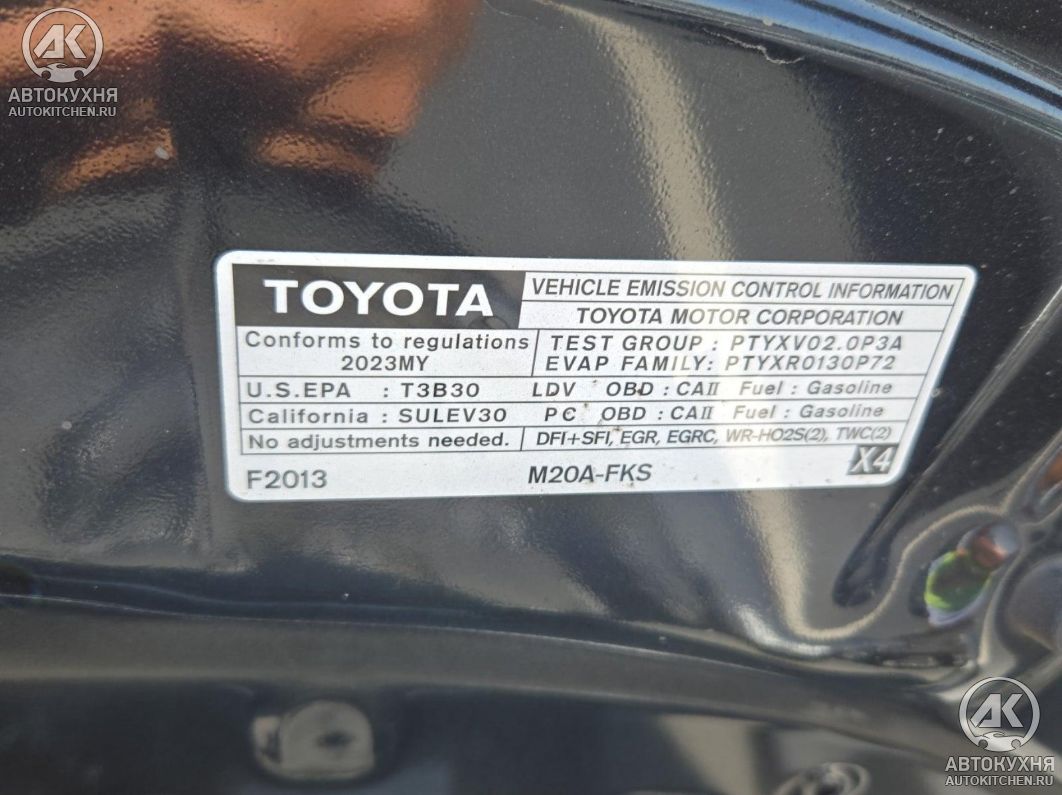 AK
АВТОКУХНЯ
AUTOKITCHEN.RU
TOYOTA
VEHICLE EMISSION CONTROL INFORMATION
TOYOTA MOTOR CORPORATION
Conforms to regulations
2023MY
TEST GROUP : PTYXV02.0P3A
EVAP FAMILY: PTYXR0130P72
U.S.EPA : T3B30 LDV OBD : CAII Fuel : Gasoline
California : SULEV30 PC OBD : CAII Fuel : Gasoline
No adjustments needed. DFI+SFI, EGR, EGRC, WR-HO2S(2), TWC(2)
F2013 M20A-FKS X4
AK
АВТОКУХНЯ
AUTOKITCHEN.RU